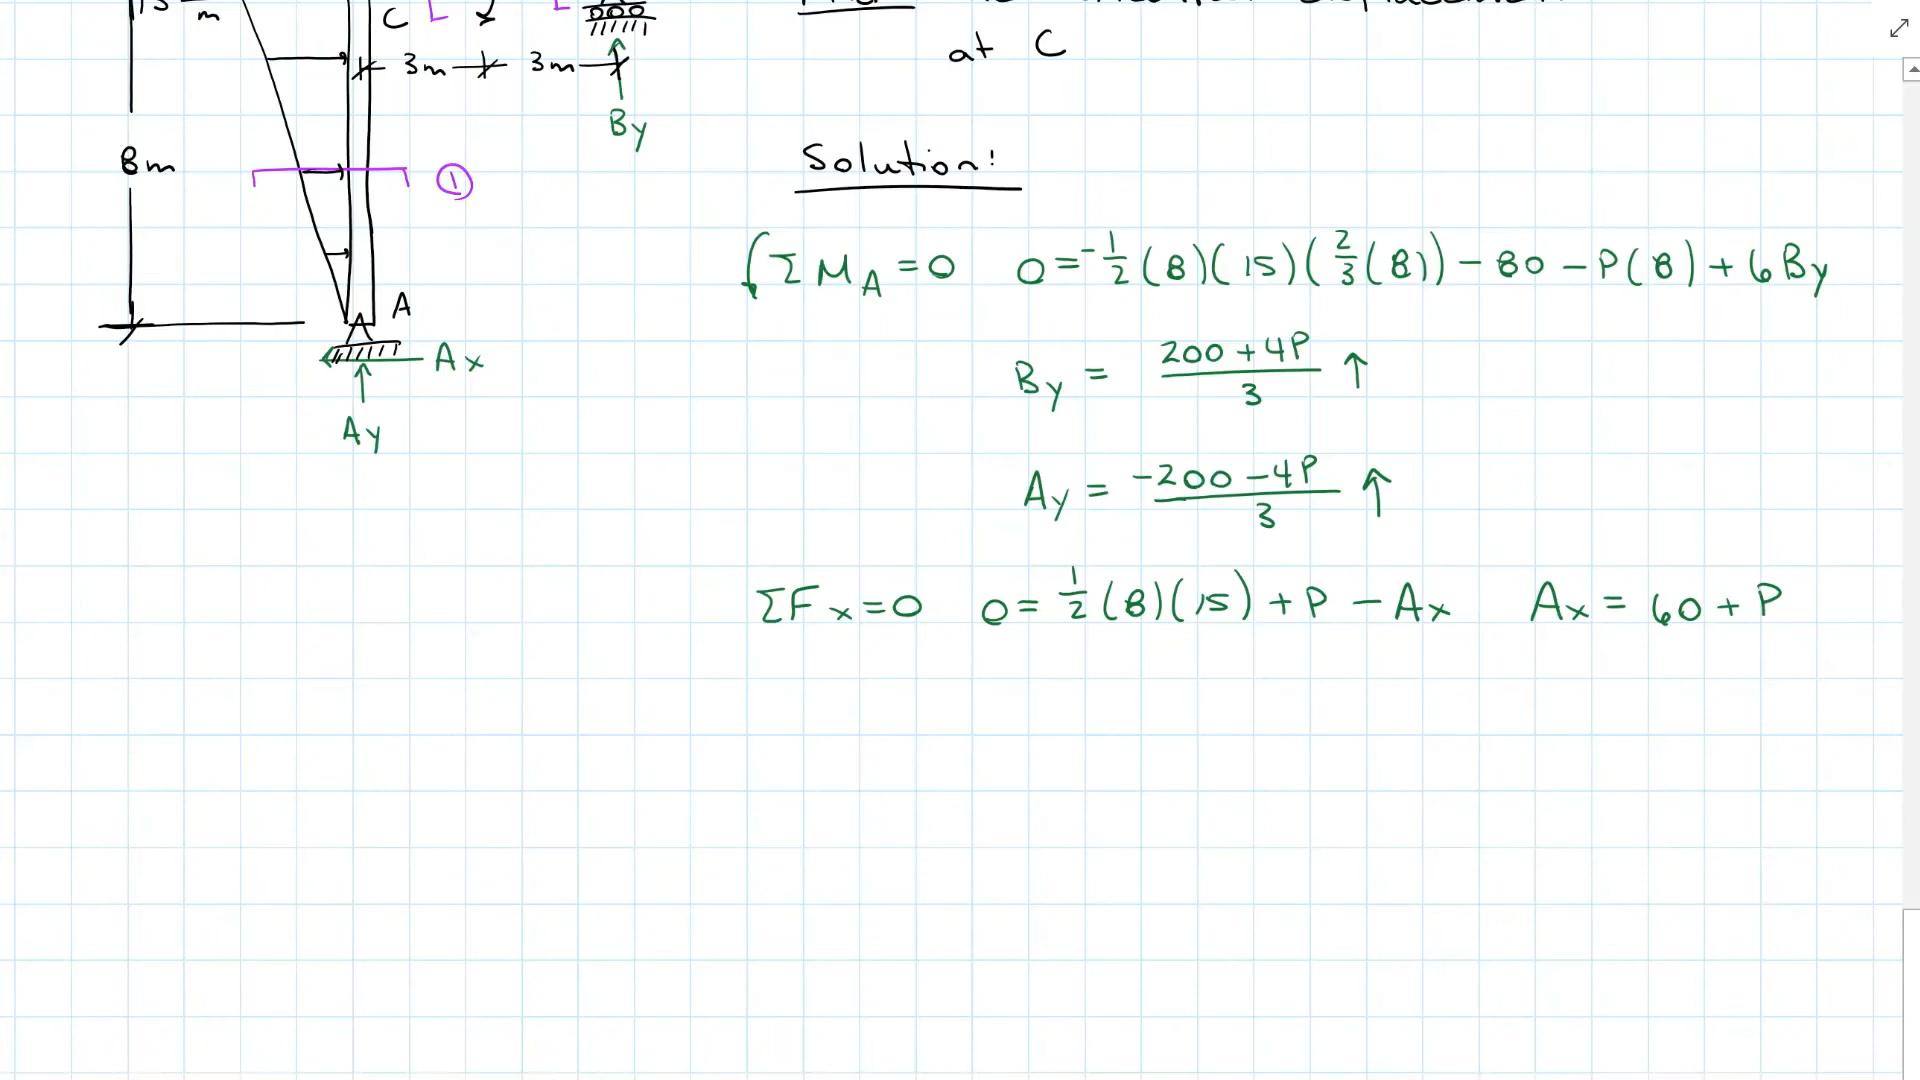 m
C
at C
3m 3m
By
8m
①
Solution:
ΣM_A = 0  0 = -1/2 (8)(15)(2/3(8)) - 80 - P(8) + 6By
By = (200 + 4P)/3 ↑
A
Ax
Ay
Ay = (-200 - 4P)/3 ↑
ΣFx = 0  0 = 1/2 (8)(15) + P - Ax  Ax = 60 + P